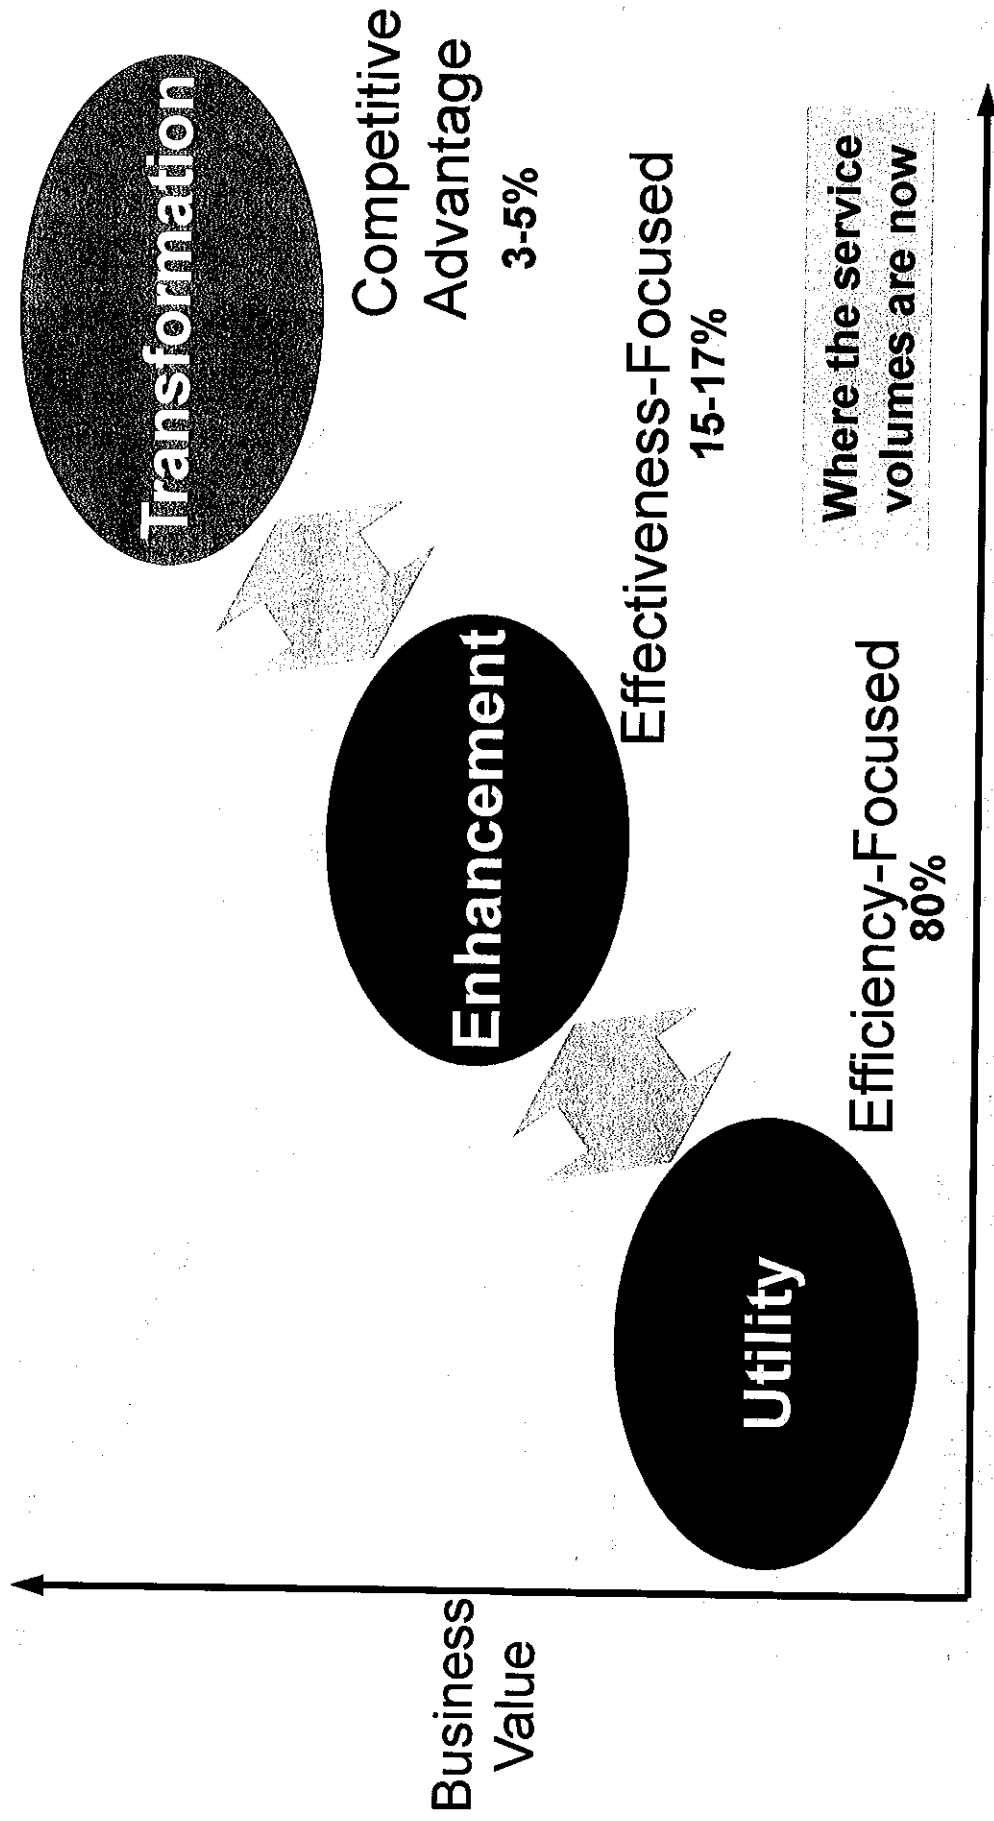 Transformation
Competitive
Advantage
3-5%
Enhancement
Effectiveness-Focused
15-17%
Business
Value
Utility
Efficiency-Focused
80%
Where the service
volumes are now